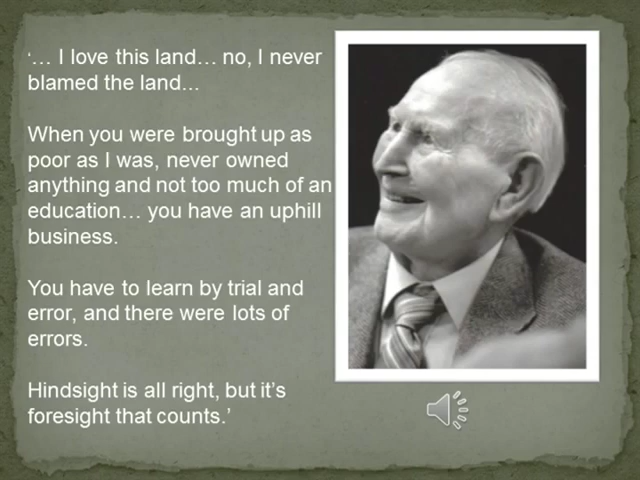 ‘… I love this land… no, I never
blamed the land...
When you were brought up as
poor as I was, never owned
anything and not too much of an
education… you have an uphill
business.
You have to learn by trial and
error, and there were lots of
errors.
Hindsight is all right, but it’s
foresight that counts.’